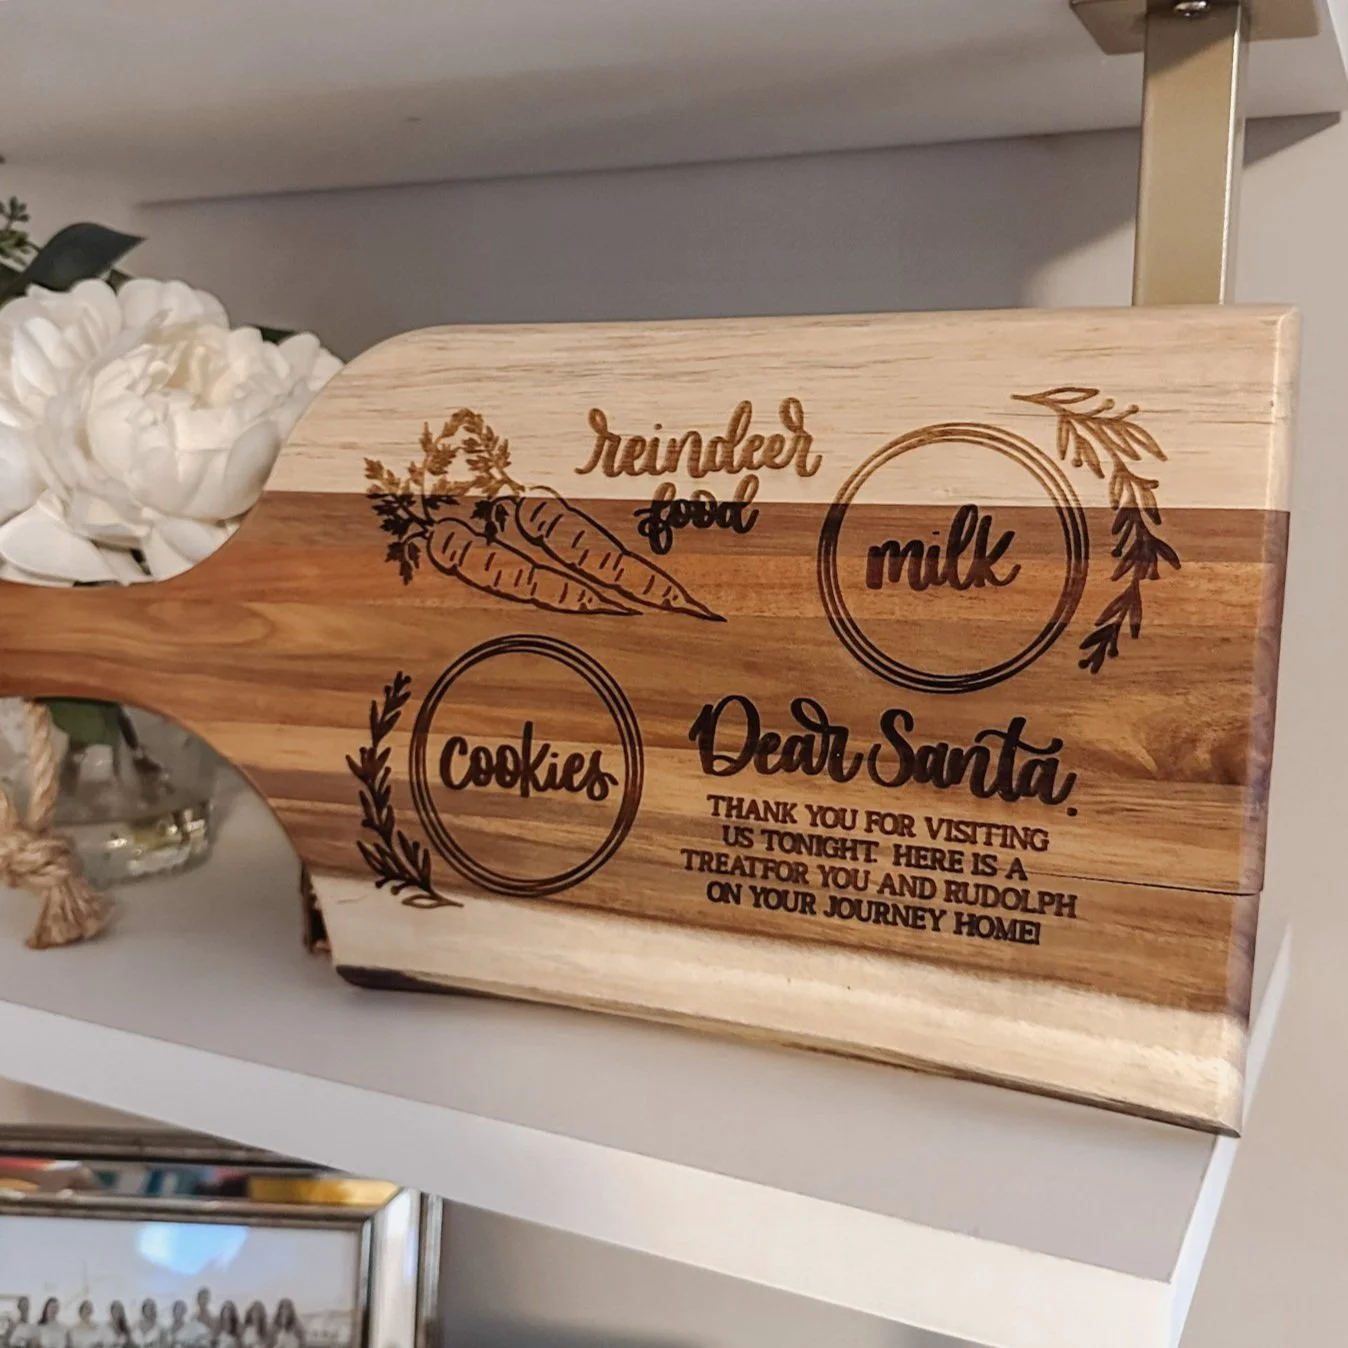 reindeer
food
milk
cookies
Dear Santa,
THANK YOU FOR VISITING
US TONIGHT. HERE IS A
TREATFOR YOU AND RUDOLPH
ON YOUR JOURNEY HOME!